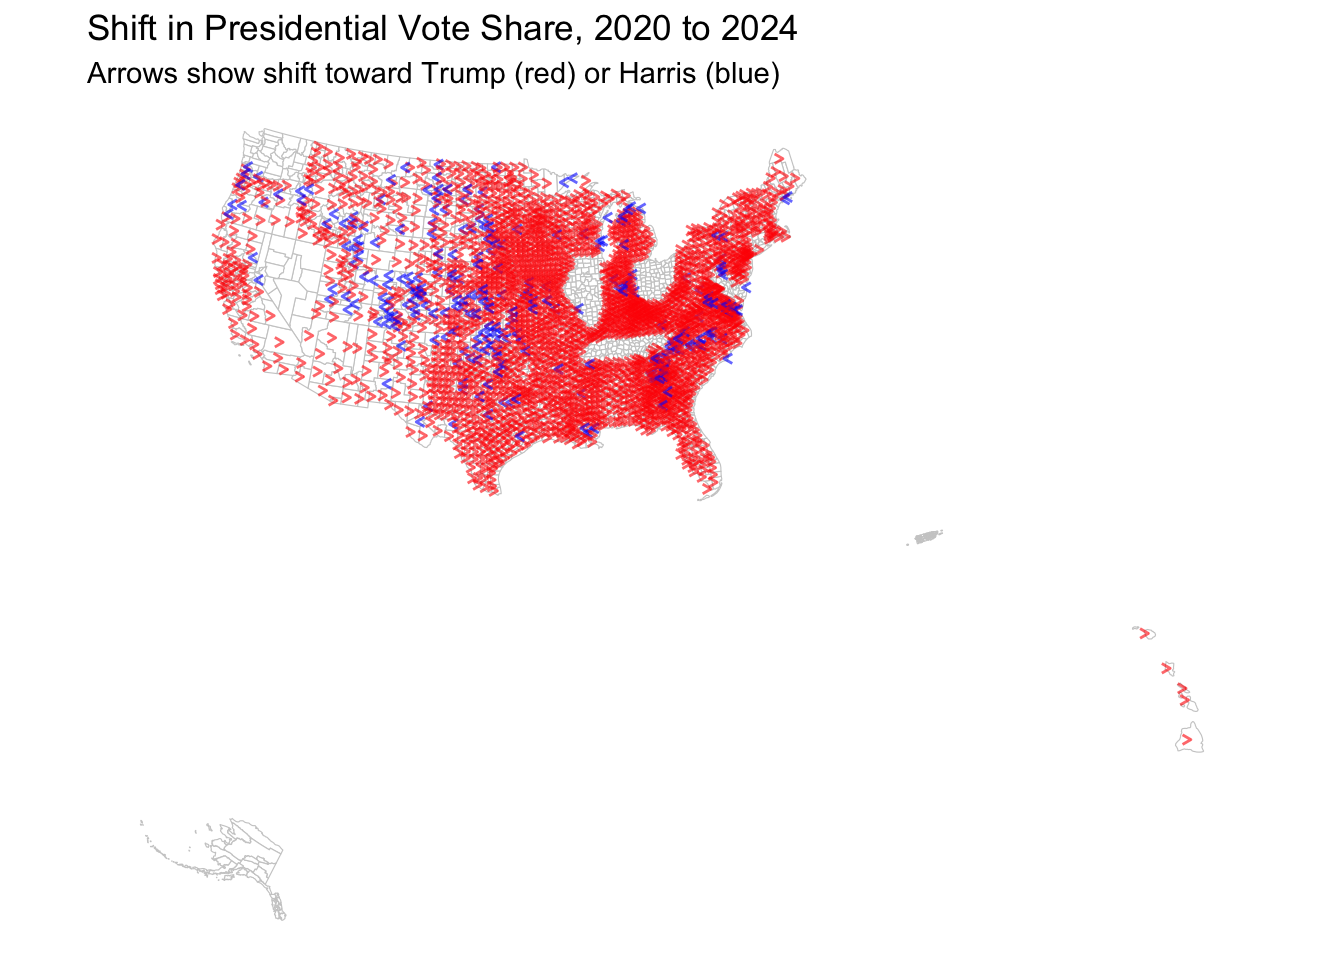 Shift in Presidential Vote Share, 2020 to 2024
Arrows show shift toward Trump (red) or Harris (blue)